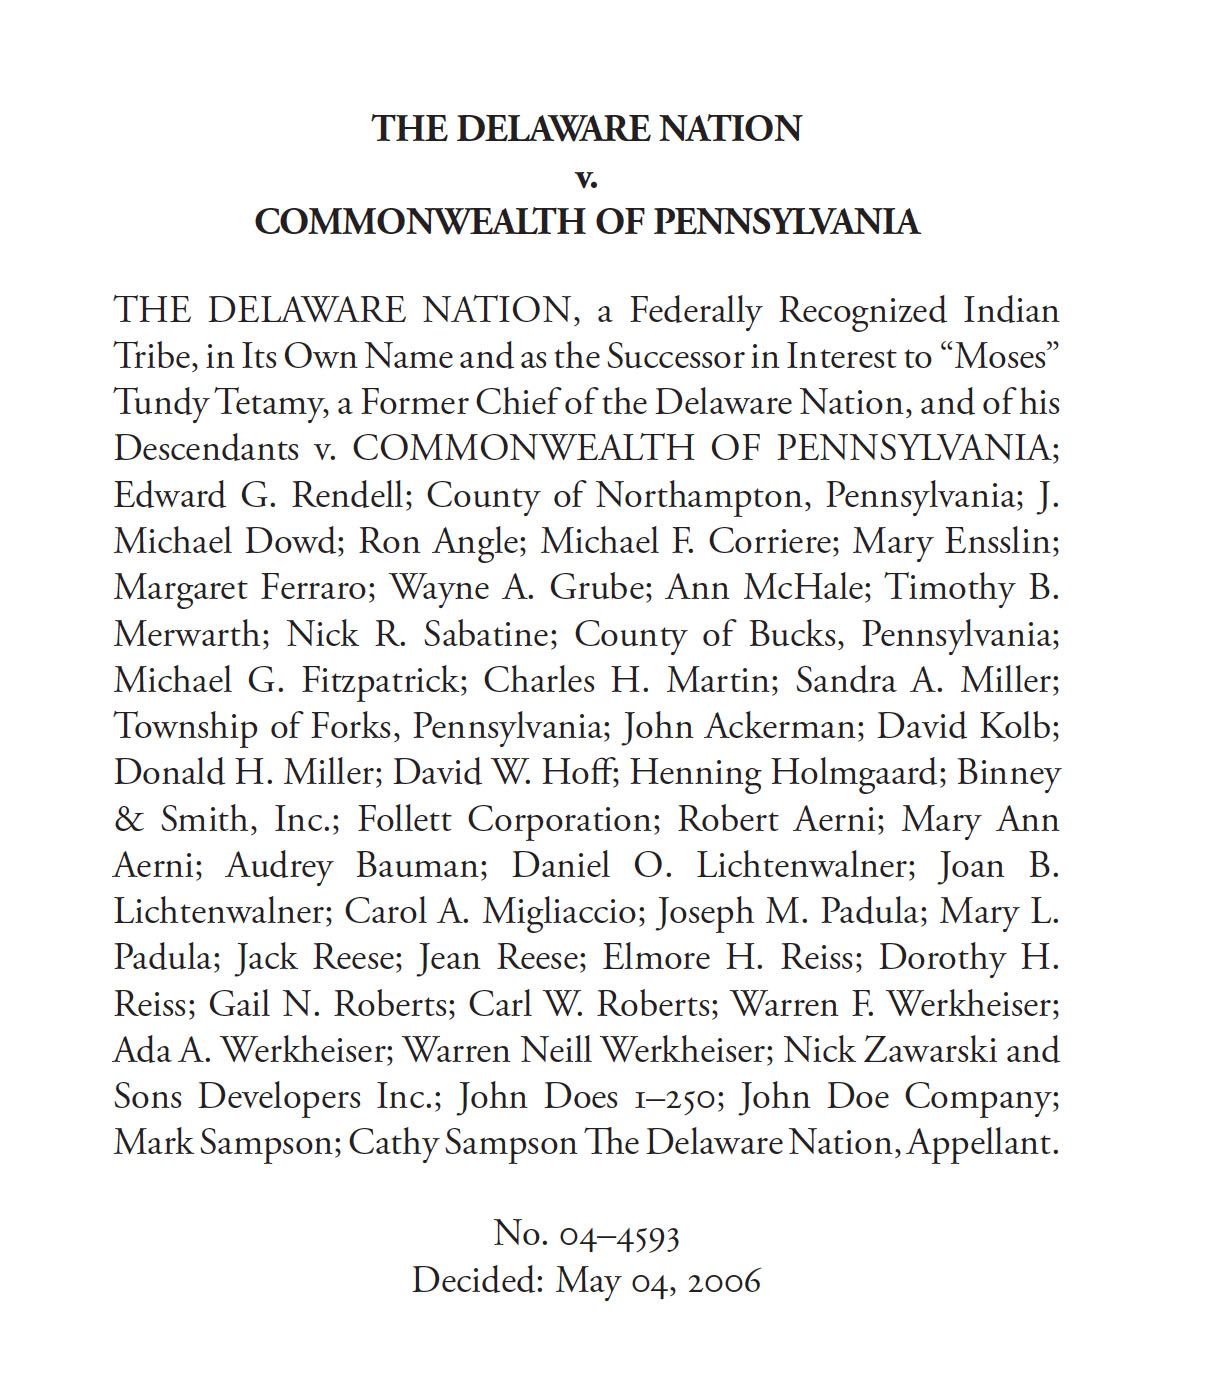 THE DELAWARE NATION
v.
COMMONWEALTH OF PENNSYLVANIA
THE DELAWARE NATION, a Federally Recognized Indian
Tribe, in Its Own Name and as the Successor in Interest to “Moses”
Tundy Tetamy, a Former Chief of the Delaware Nation, and of his
Descendants v. COMMONWEALTH OF PENNSYLVANIA;
Edward G. Rendell; County of Northampton, Pennsylvania; J.
Michael Dowd; Ron Angle; Michael F. Corriere; Mary Ensslin;
Margaret Ferraro; Wayne A. Grube; Ann McHale; Timothy B.
Merwarth; Nick R. Sabatine; County of Bucks, Pennsylvania;
Michael G. Fitzpatrick; Charles H. Martin; Sandra A. Miller;
Township of Forks, Pennsylvania; John Ackerman; David Kolb;
Donald H. Miller; David W. Hoff; Henning Holmgaard; Binney
& Smith, Inc.; Follett Corporation; Robert Aerni; Mary Ann
Aerni; Audrey Bauman; Daniel O. Lichtenwalner; Joan B.
Lichtenwalner; Carol A. Migliaccio; Joseph M. Padula; Mary L.
Padula; Jack Reese; Jean Reese; Elmore H. Reiss; Dorothy H.
Reiss; Gail N. Roberts; Carl W. Roberts; Warren F. Werkheiser;
Ada A. Werkheiser; Warren Neill Werkheiser; Nick Zawarski and
Sons Developers Inc.; John Does 1–250; John Doe Company;
Mark Sampson; Cathy Sampson The Delaware Nation, Appellant.
No. 04–4593
Decided: May 04, 2006